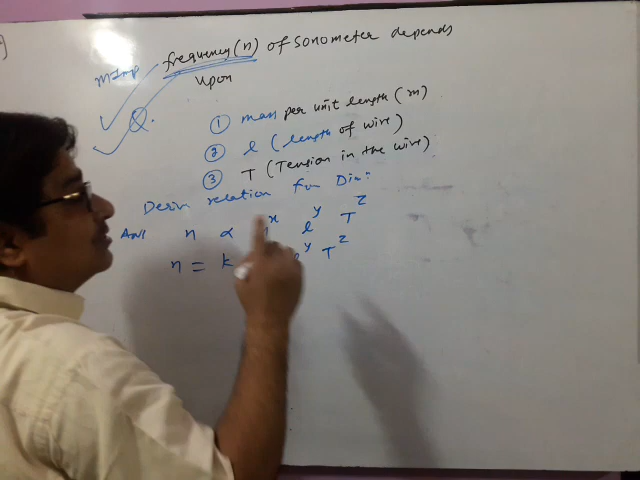 M Imp frequency (n) of Sonometer depends
upon
Q.
① mass per unit length (m)
② l (length of wire)
③ T (Tension in the wire)
Derive relation from Dim:
Ans n ∝ x l^y T^z
n = k l^y T^z